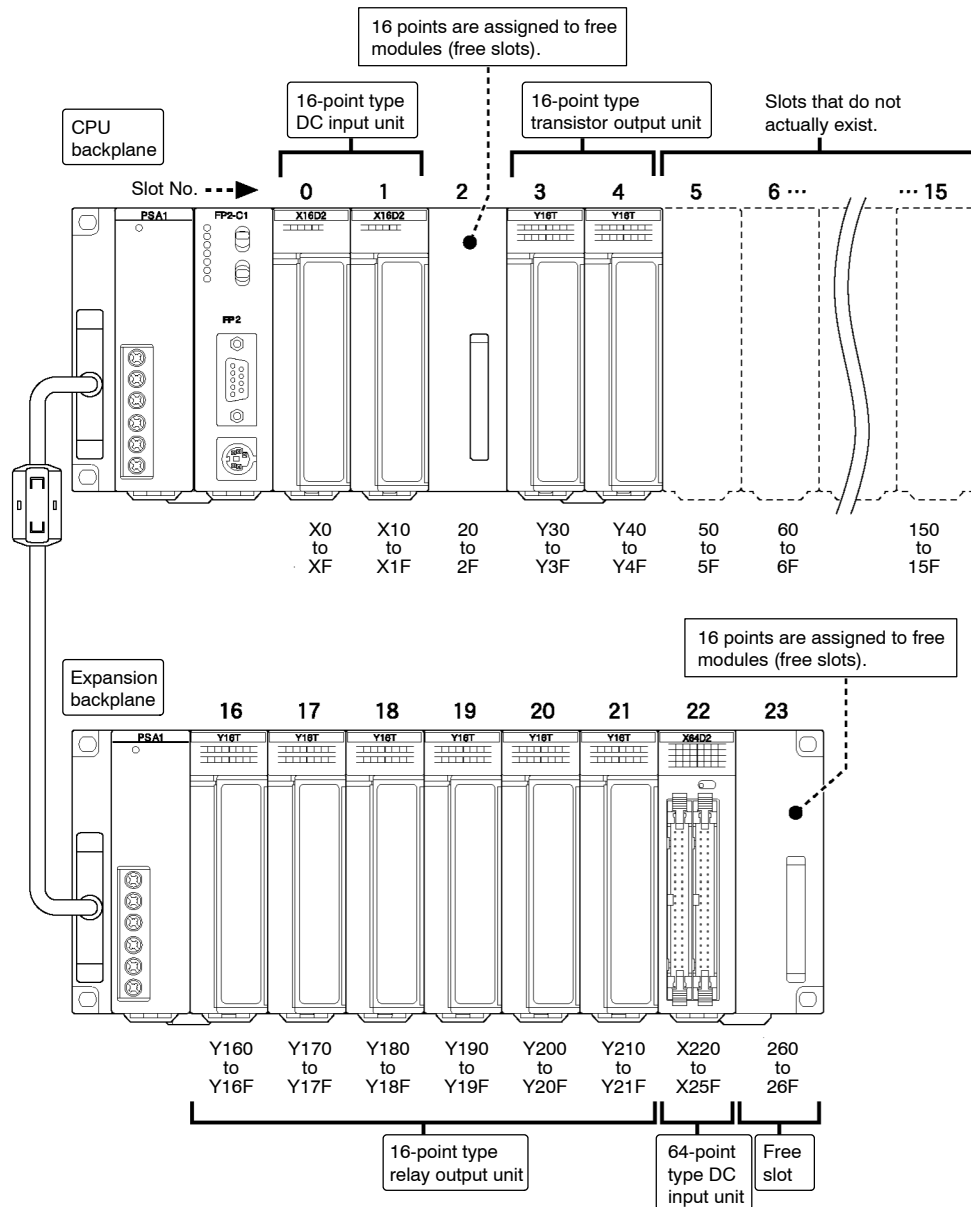 16 points are assigned to free
modules (free slots).
16-point type
DC input unit
16-point type
transistor output unit
Slots that do not
actually exist.
CPU
backplane
Slot No.
0 1 2 3 4 5 6 ··· ··· 15
PSA1 FP2-C1 X16D2 X16D2 Y16T Y16T
FP2
X0
to
XF
X10
to
X1F
20
to
2F
Y30
to
Y3F
Y40
to
Y4F
50
to
5F
60
to
6F
150
to
15F
16 points are assigned to free
modules (free slots).
Expansion
backplane
16 17 18 19 20 21 22 23
PSA1 Y16T Y16T Y16T Y16T Y16T Y16T X64D2
Y160
to
Y16F
Y170
to
Y17F
Y180
to
Y18F
Y190
to
Y19F
Y200
to
Y20F
Y210
to
Y21F
X220
to
X25F
260
to
26F
16-point type
relay output unit
64-point
type DC
input unit
Free
slot